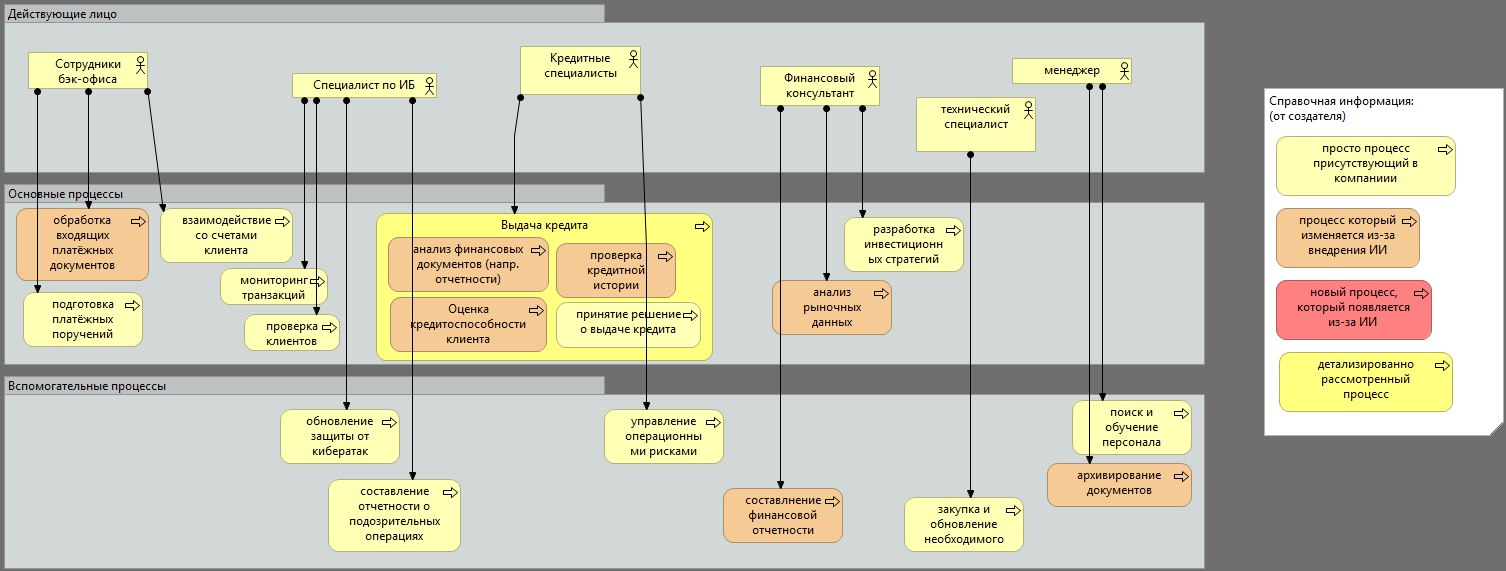 Действующие лицо
Сотрудники
бэк-офиса
Специалист по ИБ
Кредитные
специалисты
Финансовый
консультант
технический
специалист
менеджер
Основные процессы
обработка
входящих
платёжных
документов
взаимодействие
со счетами
клиента
подготовка
платёжных
поручений
мониторинг
транзакций
проверка
клиентов
Выдача кредита
анализ финансовых
документов (напр.
отчетности)
проверка
кредитной
истории
Оценка
кредитоспособности
клиента
принятие решение
о выдаче кредита
разработка
инвестиционн
ых стратегий
анализ
рыночных
данных
Вспомогательные процессы
обновление
защиты от
кибератак
составление
отчетности о
подозрительных
операциях
управление
операционны
ми рисками
составлнение
финансовой
отчетности
закупка и
обновление
необходимого
поиск и
обучение
персонала
архивирование
документов
Справочная информация:
(от создателя)
просто процесс
присутствующий в
компаниии
процесс который
изменяется из-за
внедрения ИИ
новый процесс,
который появляется
из-за ИИ
детализированно
рассмотренный
процесс